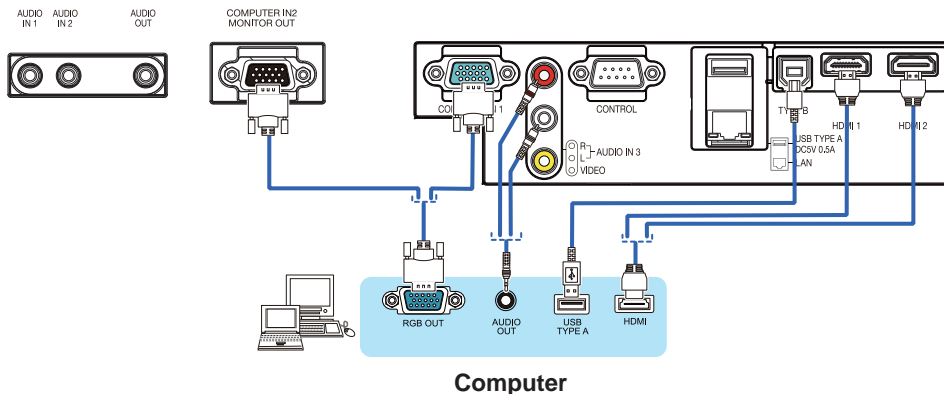 AUDIO IN 1
AUDIO IN 2
AUDIO OUT
COMPUTER IN2
MONITOR OUT
CONTROL
HDMI 1
HDMI 2
USB TYPE A
DC5V 0.5A
LAN
R
L
AUDIO IN 3
VIDEO
RGB OUT
AUDIO OUT
USB TYPE A
HDMI
Computer